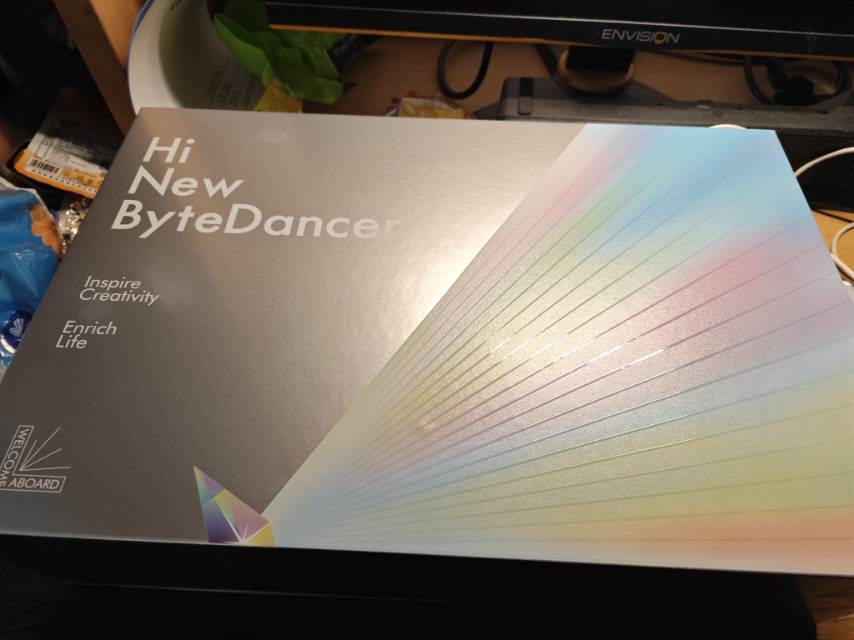 ENVISION
Hi
New
ByteDancer
Inspire
Creativity
Enrich
Life
WELCOME
ABOARD